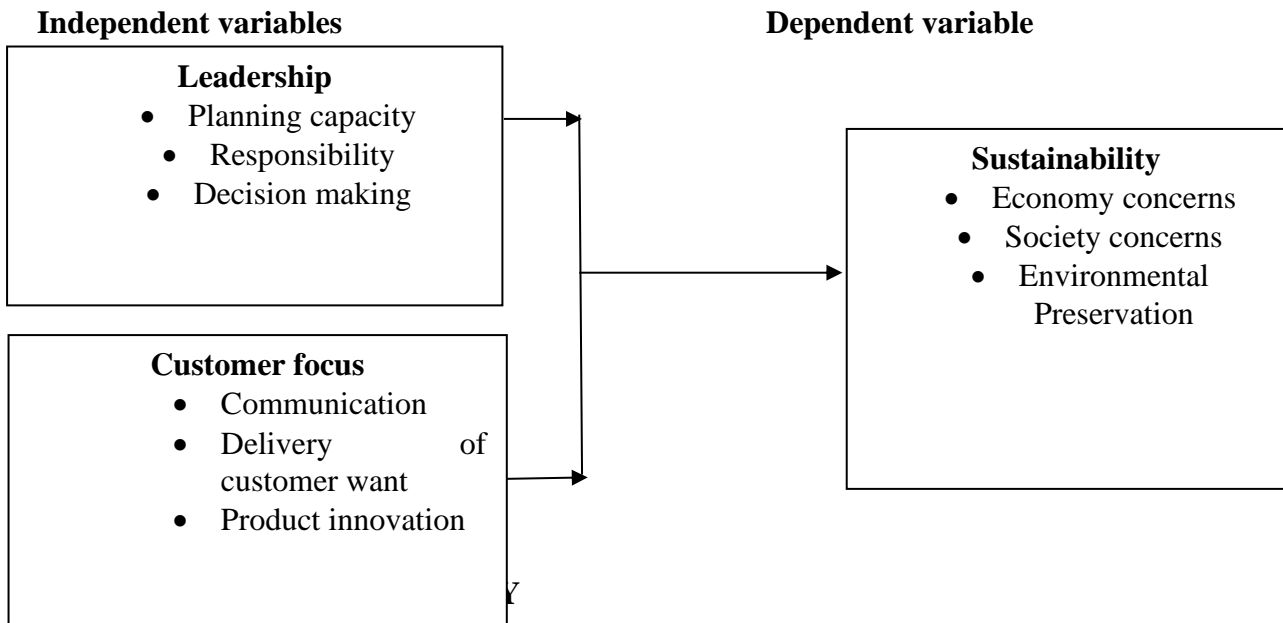 Independent variables
Dependent variable
Leadership
• Planning capacity
• Responsibility
• Decision making
Sustainability
• Economy concerns
• Society concerns
• Environmental
Preservation
Customer focus
• Communication
• Delivery of
customer want
• Product innovation
Y